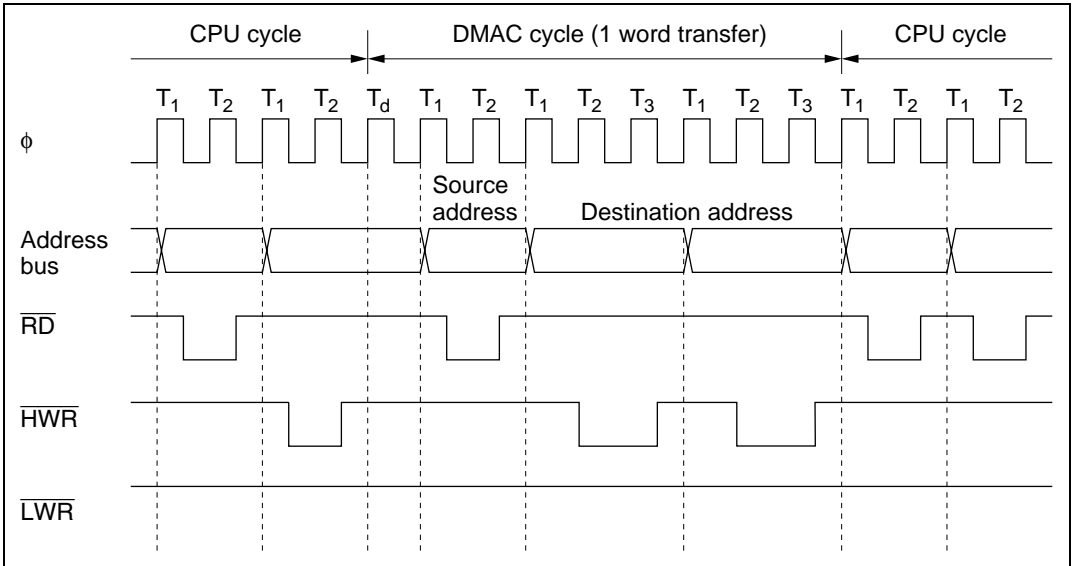 CPU cycle DMAC cycle (1 word transfer) CPU cycle
T1 T2 T1 T2 Td T1 T2 T1 T2 T3 T1 T2 T3 T1 T2 T1 T2
ϕ
Source
address Destination address
Address
bus
RD
HWR
LWR